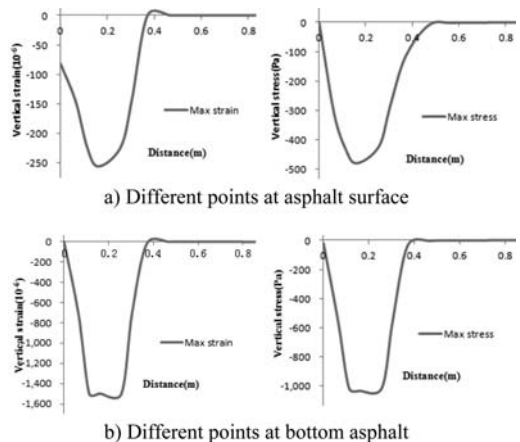 0
-50
-100
-150
-200
-250
0 0.2 0.4 0.6 0.8
Vertical strain(10⁻⁶)
Max strain
Distance(m)
0
-100
-200
-300
-400
-500
0 0.2 0.4 0.6 0.8
Vertical stress(Pa)
Max stress
Distance(m)
a) Different points at asphalt surface
0
-200
-400
-600
-800
-1,000
-1,200
-1,400
-1,600
0 0.2 0.4 0.6 0.8
Vertical strain(10⁻⁶)
Max strain
Distance(m)
0
-200
-400
-600
-800
-1,000
0 0.2 0.4 0.6 0.8
Vertical stress(Pa)
Max stress
Distance(m)
b) Different points at bottom asphalt